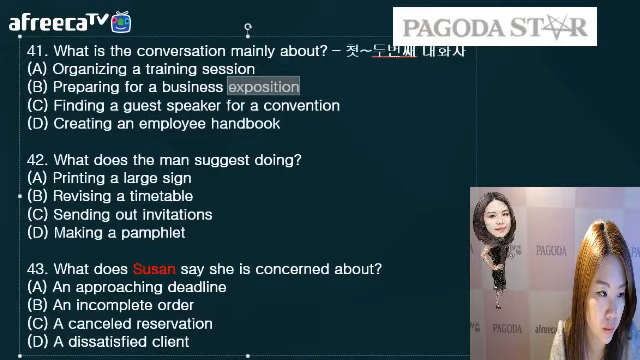 afreecaTV
PAGODA STAR
41. What is the conversation mainly about? – 첫~두번째 대화자
(A) Organizing a training session
(B) Preparing for a business exposition
(C) Finding a guest speaker for a convention
(D) Creating an employee handbook
42. What does the man suggest doing?
(A) Printing a large sign
(B) Revising a timetable
(C) Sending out invitations
(D) Making a pamphlet
43. What does Susan say she is concerned about?
(A) An approaching deadline
(B) An incomplete order
(C) A canceled reservation
(D) A dissatisfied client
PAGODA
PAGODA
afreeca